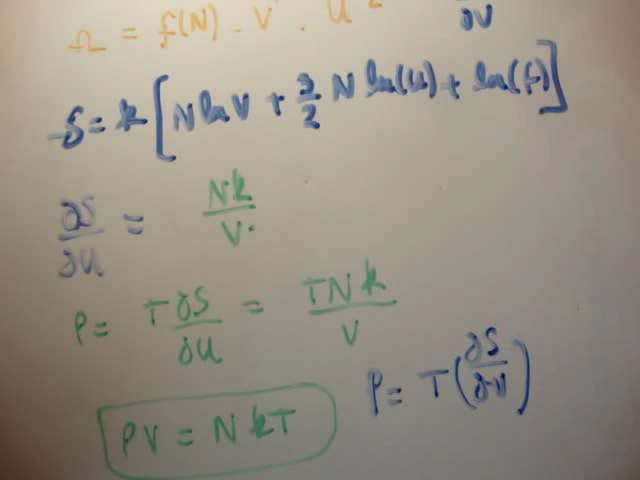 Ω = f(N) · V · U
∂V
S = k [N ln V + 3/2 N ln(U) + ln(f)]
∂S/∂U = Nk/V
P = T ∂S/∂U = TNk/V
P = T(∂S/∂V)
PV = NkT